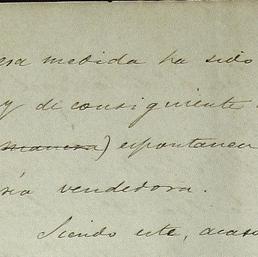 esa medida ha sido
y de consiguiente
manera) espontanea
vendedora.
Siendo este, acaso